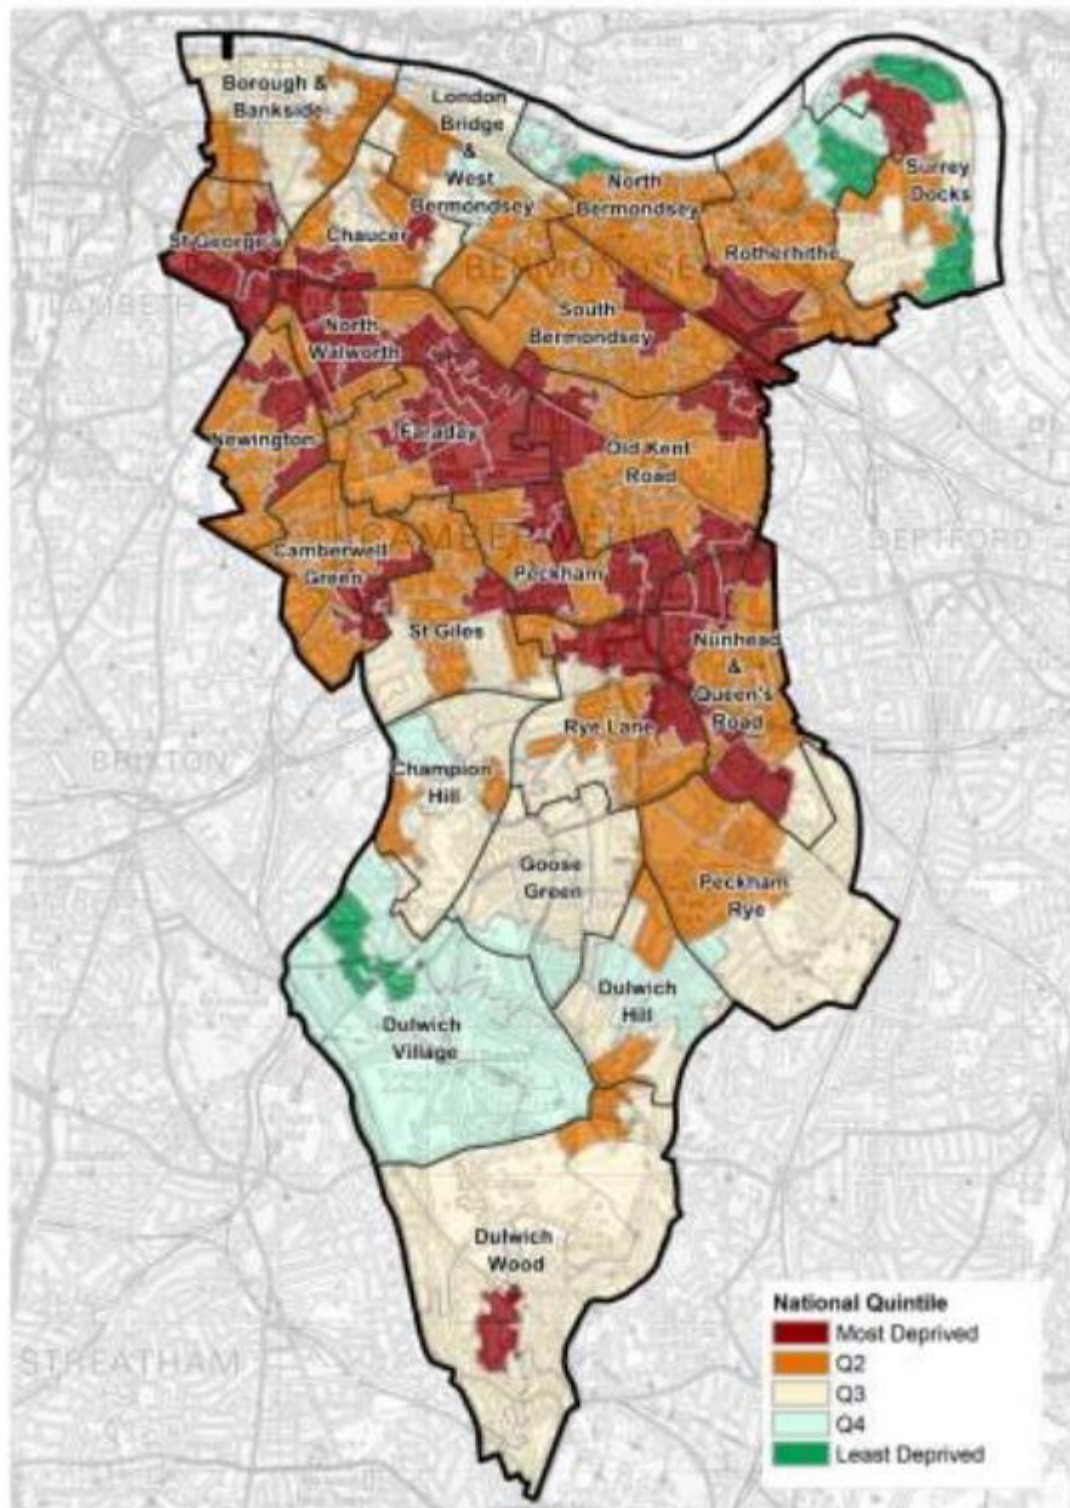 Borough &
Bankside
London
Bridge
&
West
Bermondsey
North
Bermondsey
Surrey
Docks
St George's
Chaucer
Rotherhithe
BERMONDSEY
LAMBETH
South
Bermondsey
North
Walworth
Newington
Faraday
Old Kent
Road
CAMBERWELL
DEPTFORD
Camberwell
Green
Peckham
St Giles
Nunhead
&
Queen's
Road
Rye Lane
BRIXTON
Champion
Hill
Goose
Green
Peckham
Rye
Dulwich
Hill
Dulwich
Village
Dulwich
Wood
STREATHAM
National Quintile
Most Deprived
Q2
Q3
Q4
Least Deprived